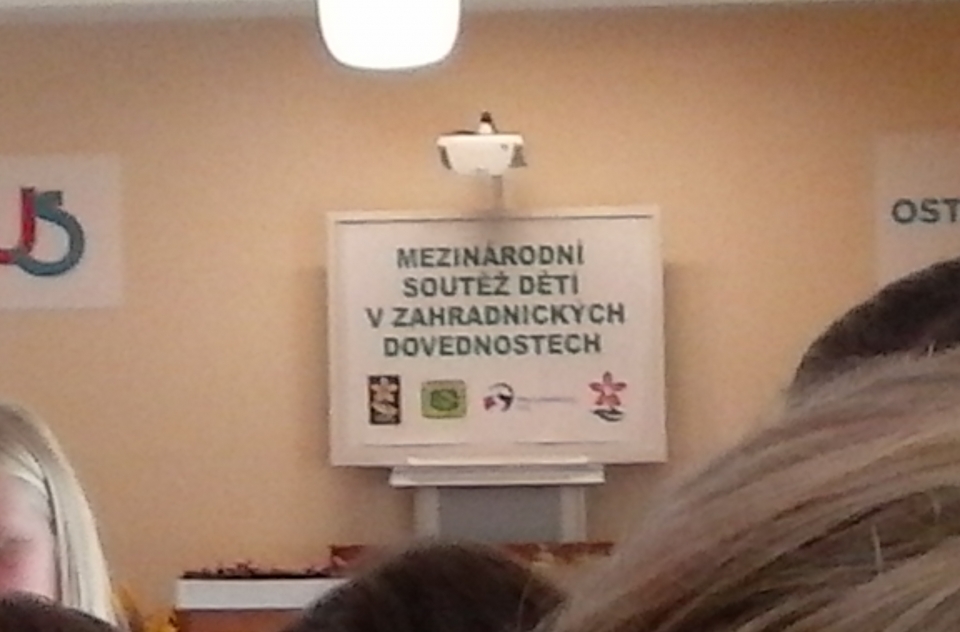 MEZINÁRODNÍ
SOUTĚŽ DĚTÍ
V ZAHRADNICKÝCH
DOVEDNOSTECH
OST